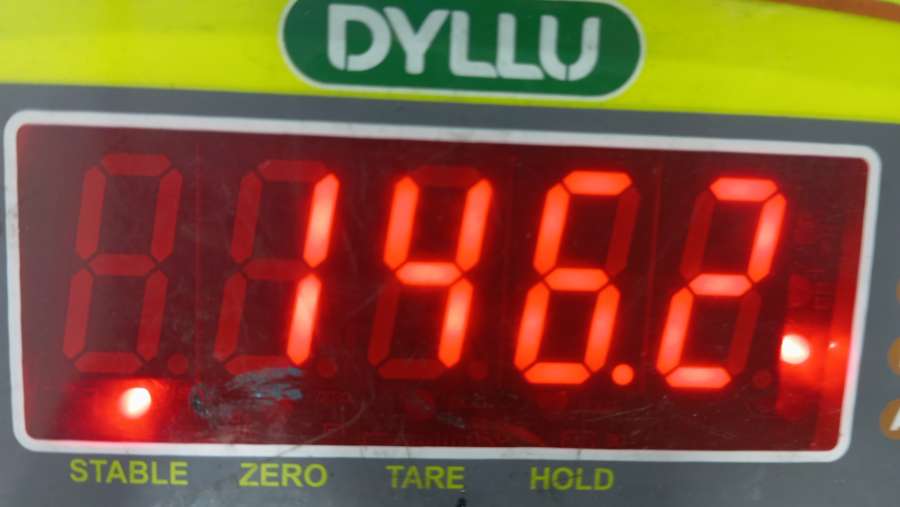 DYLLU
146.2
STABLE ZERO TARE HOLD